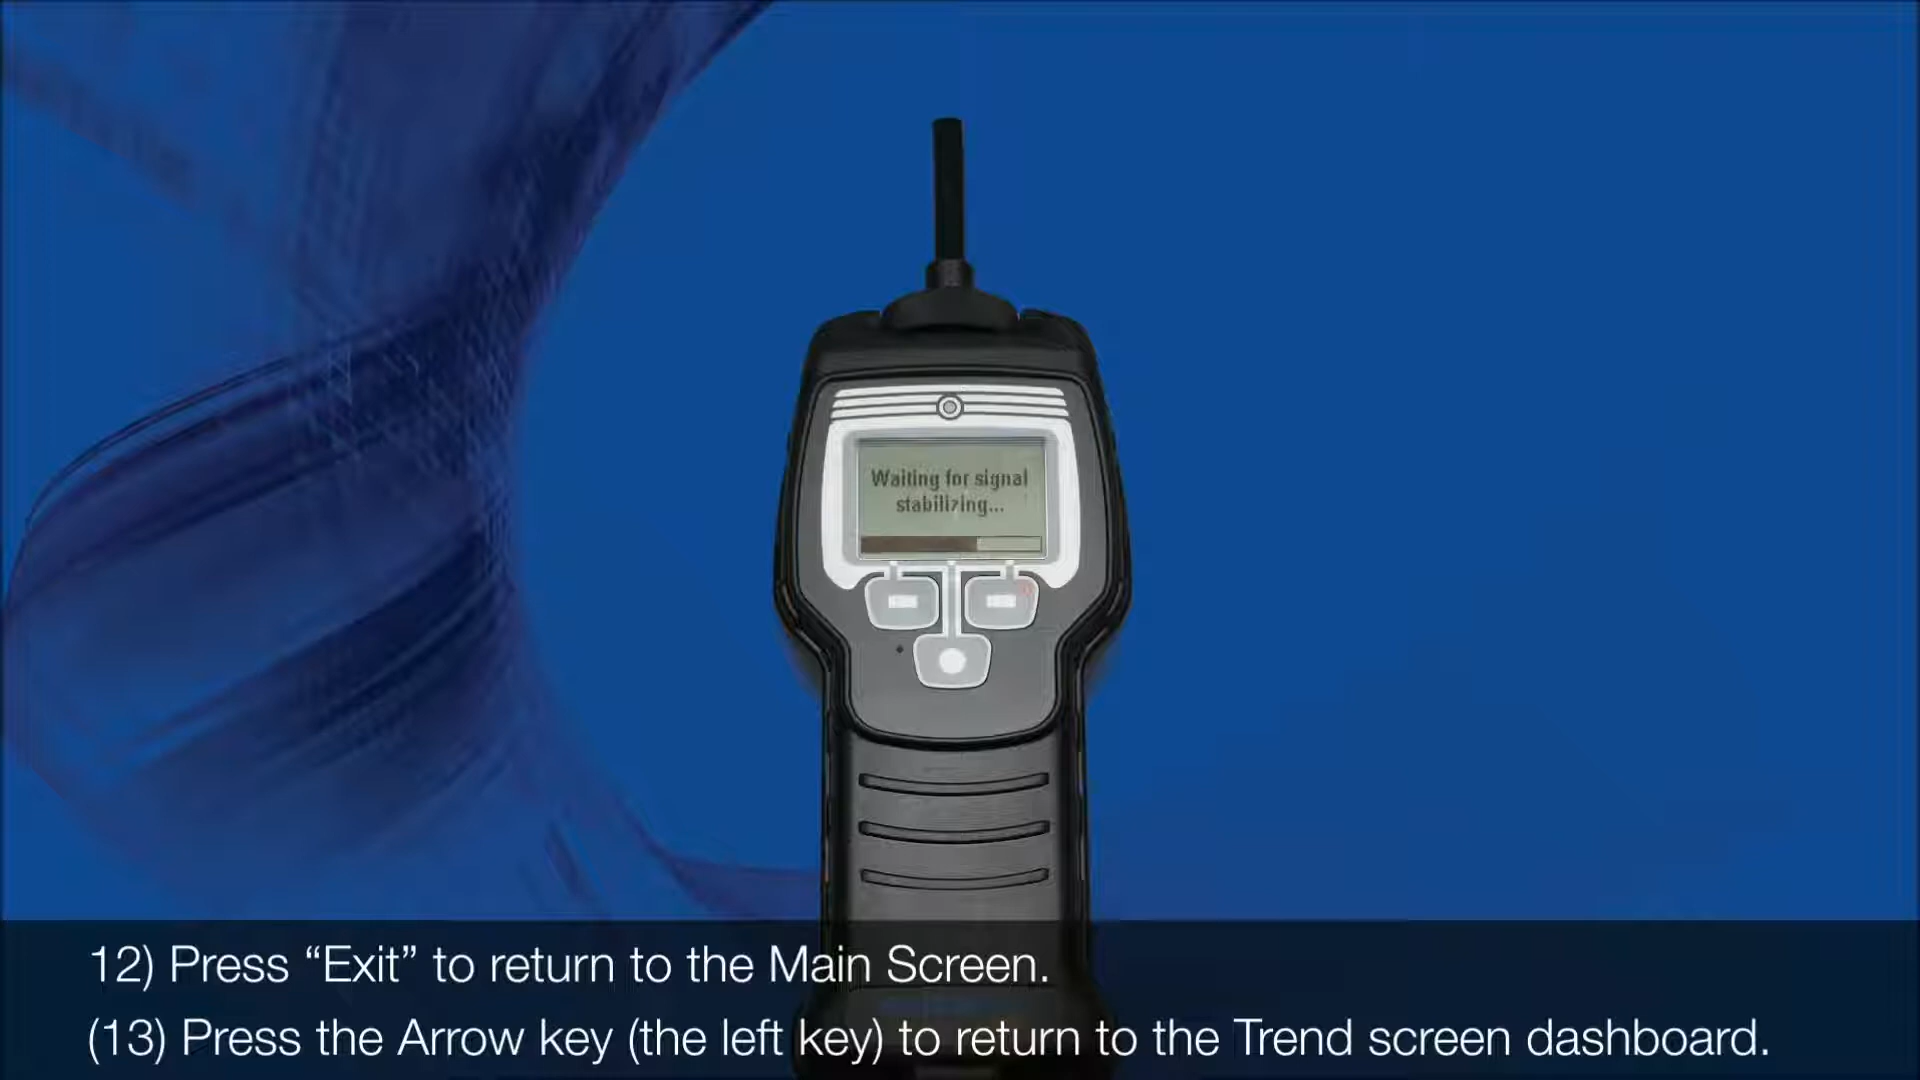 Waiting for signal
stabilizing...
12) Press “Exit” to return to the Main Screen.
(13) Press the Arrow key (the left key) to return to the Trend screen dashboard.